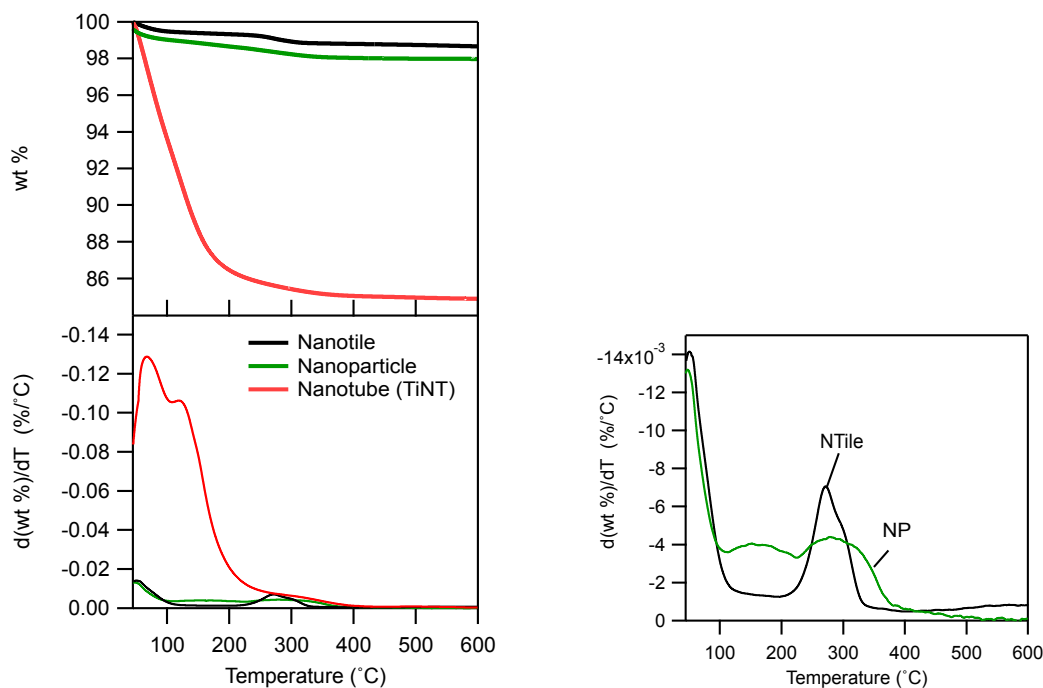 100
98
96
94
92
90
88
86
wt %
-0.14
-0.12
-0.10
-0.08
-0.06
-0.04
-0.02
0.00
d(wt %)/dT (%/˚C)
Nanotile
Nanoparticle
Nanotube (TiNT)
100 200 300 400 500 600
Temperature (˚C)
-14x10⁻³
-12
-10
-8
-6
-4
-2
0
d(wt %)/dT (%/˚C)
NTile
NP
100 200 300 400 500 600
Temperature (˚C)